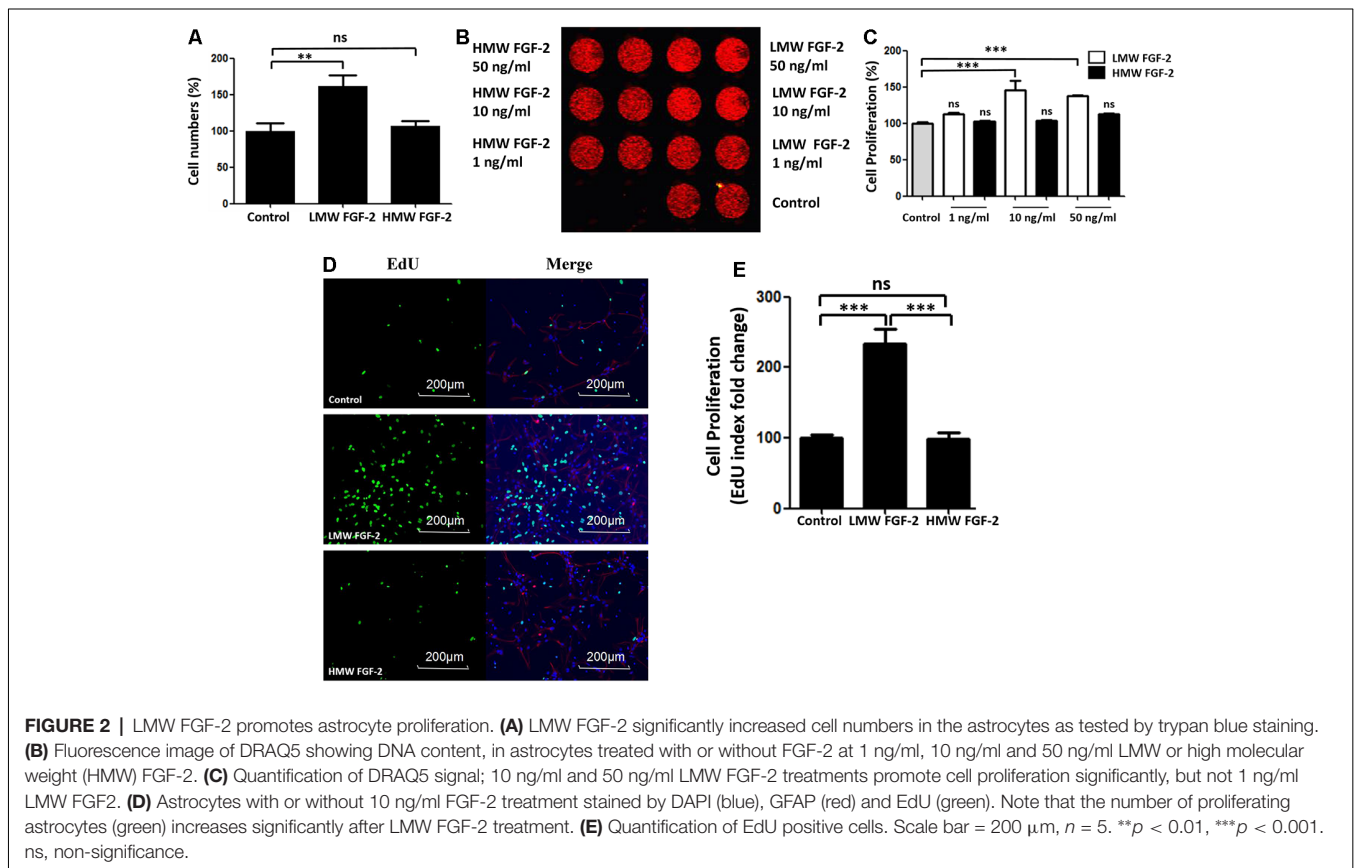 A
ns
**
Cell numbers (%)
200
150
100
50
0
Control LMW FGF-2 HMW FGF-2
B
HMW FGF-2
50 ng/ml
HMW FGF-2
10 ng/ml
HMW FGF-2
1 ng/ml
LMW FGF-2
50 ng/ml
LMW FGF-2
10 ng/ml
LMW FGF-2
1 ng/ml
Control
C
LMW FGF-2
HMW FGF-2
***
***
ns ns ns ns
Cell Proliferation (%)
200
150
100
50
0
Control 1 ng/ml 10 ng/ml 50 ng/ml
D
EdU Merge
200μm 200μm
Control
200μm 200μm
LMW FGF-2
200μm 200μm
HMW FGF-2
E
ns
*** ***
Cell Proliferation
(EdU index fold change)
300
200
100
0
Control LMW FGF-2 HMW FGF-2
FIGURE 2 | LMW FGF-2 promotes astrocyte proliferation. (A) LMW FGF-2 significantly increased cell numbers in the astrocytes as tested by trypan blue staining.
(B) Fluorescence image of DRAQ5 showing DNA content, in astrocytes treated with or without FGF-2 at 1 ng/ml, 10 ng/ml and 50 ng/ml LMW or high molecular
weight (HMW) FGF-2. (C) Quantification of DRAQ5 signal; 10 ng/ml and 50 ng/ml LMW FGF-2 treatments promote cell proliferation significantly, but not 1 ng/ml
LMW FGF2. (D) Astrocytes with or without 10 ng/ml FGF-2 treatment stained by DAPI (blue), GFAP (red) and EdU (green). Note that the number of proliferating
astrocytes (green) increases significantly after LMW FGF-2 treatment. (E) Quantification of EdU positive cells. Scale bar = 200 μm, n = 5. **p < 0.01, ***p < 0.001.
ns, non-significance.